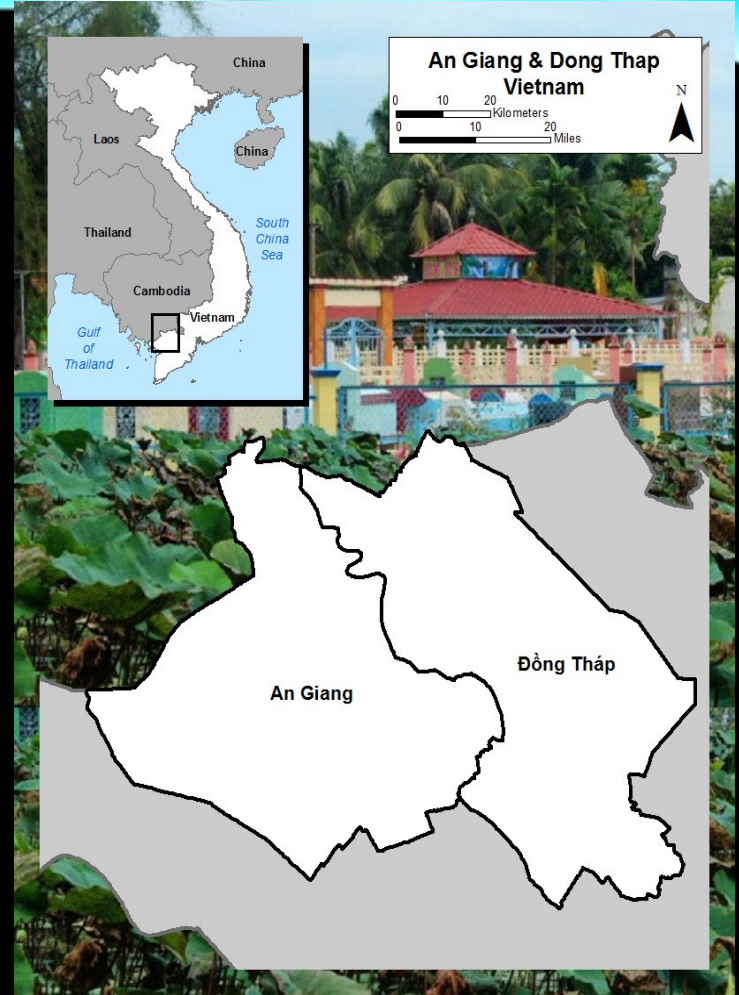 An Giang & Dong Thap
Vietnam
N
0 10 20
Kilometers
0 10 20
Miles
China
Laos
China
Thailand
South
China
Sea
Cambodia
Vietnam
Gulf
of
Thailand
Đồng Tháp
An Giang